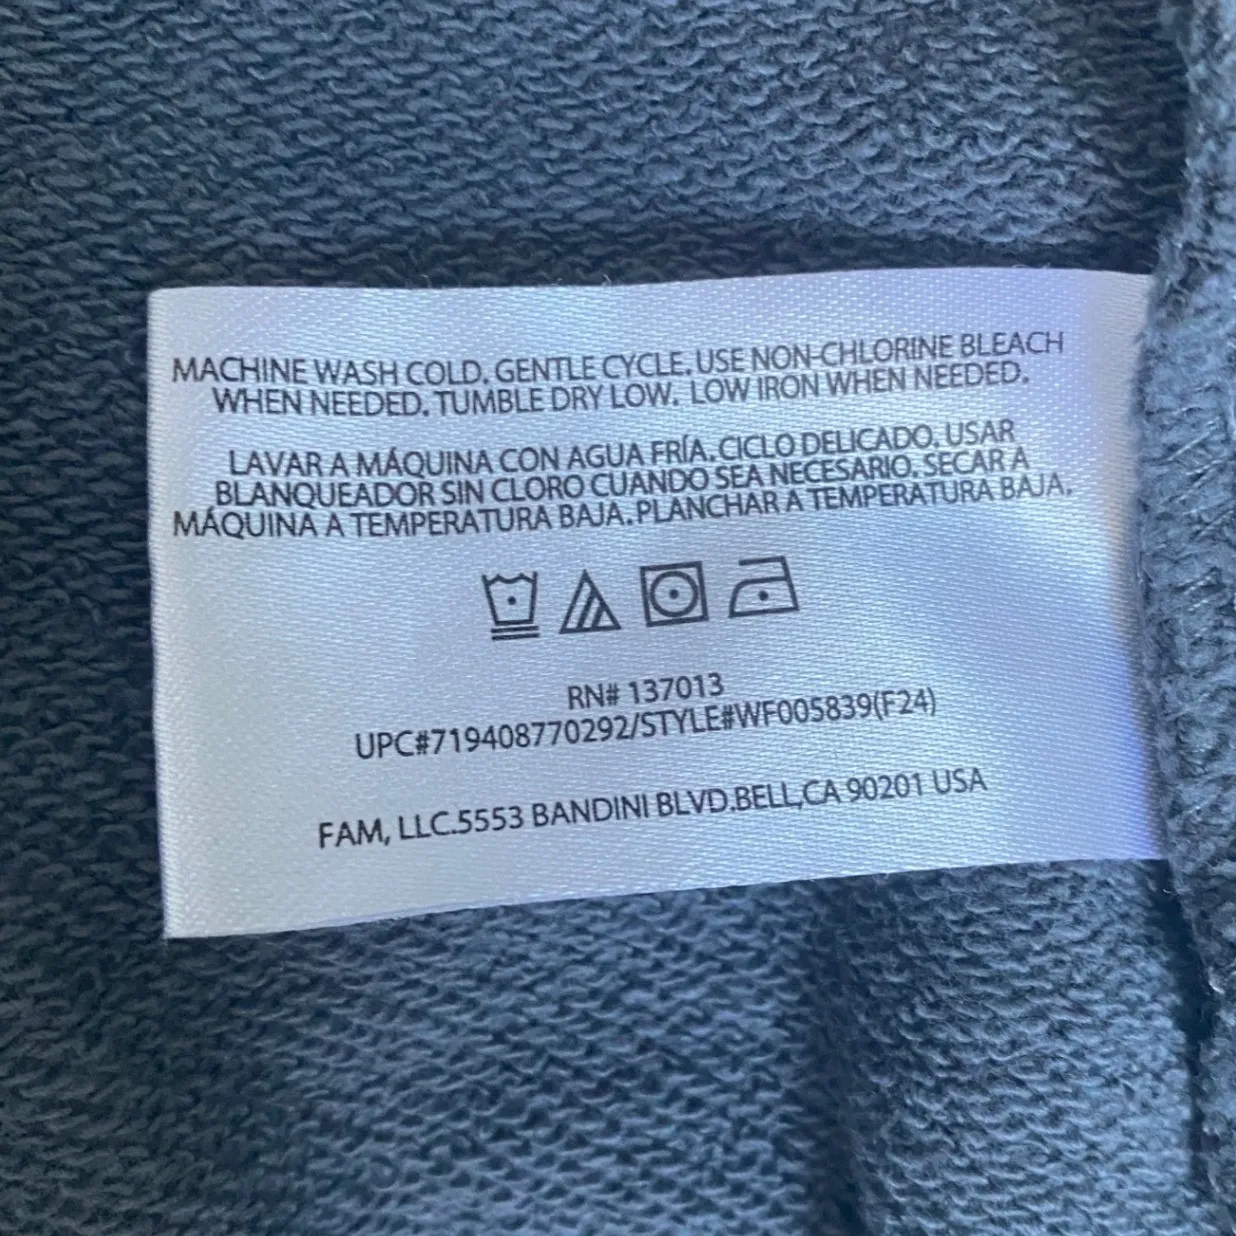 MACHINE WASH COLD. GENTLE CYCLE. USE NON-CHLORINE BLEACH
WHEN NEEDED. TUMBLE DRY LOW. LOW IRON WHEN NEEDED.
LAVAR A MÁQUINA CON AGUA FRÍA. CICLO DELICADO. USAR
BLANQUEADOR SIN CLORO CUANDO SEA NECESARIO. SECAR A
MÁQUINA A TEMPERATURA BAJA. PLANCHAR A TEMPERATURA BAJA.
RN# 137013
UPC#719408770292/STYLE#WF005839(F24)
FAM, LLC.5553 BANDINI BLVD.BELL,CA 90201 USA